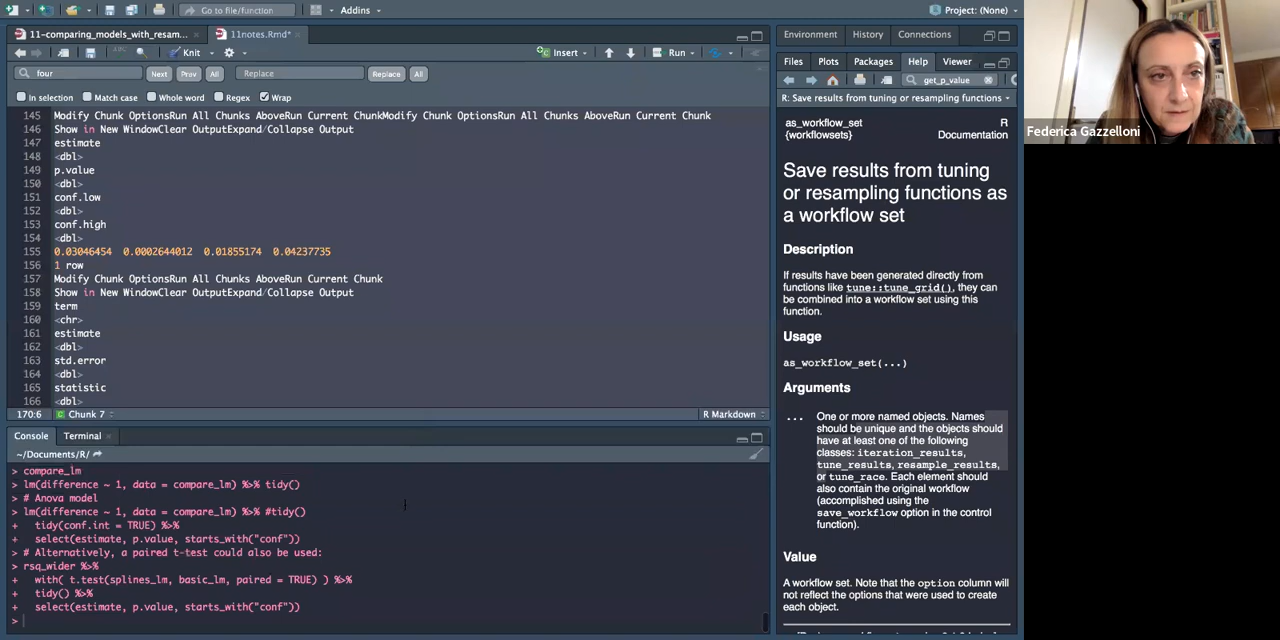 Go to file/function
Addins
Project: (None)
11-comparing_models_with_resam...
11notes.Rmd*
Knit
Insert
Run
four
Next
Prev
All
Replace
Replace
All
In selection
Match case
Whole word
Regex
Wrap
145 Modify Chunk OptionsRun All Chunks AboveRun Current ChunkModify Chunk OptionsRun All Chunks AboveRun Current Chunk
146 Show in New WindowClear OutputExpand/Collapse Output
147 estimate
148 <dbl>
149 p.value
150 <dbl>
151 conf.low
152 <dbl>
153 conf.high
154 <dbl>
155 0.03046454 0.0002644012 0.01855174 0.04237735
156 1 row
157 Modify Chunk OptionsRun All Chunks AboveRun Current Chunk
158 Show in New WindowClear OutputExpand/Collapse Output
159 term
160 <chr>
161 estimate
162 <dbl>
163 std.error
164 <dbl>
165 statistic
166 <dbl>
170:6
Chunk 7
R Markdown
Console
Terminal
~/Documents/R/
> compare_lm
> lm(difference ~ 1, data = compare_lm) %>% tidy()
> # Anova model
> lm(difference ~ 1, data = compare_lm) %>% #tidy()
+ tidy(conf.int = TRUE) %>%
+ select(estimate, p.value, starts_with("conf"))
> # Alternatively, a paired t-test could also be used:
> rsq_wider %>%
+ with( t.test(splines_lm, basic_lm, paired = TRUE) ) %>%
+ tidy() %>%
+ select(estimate, p.value, starts_with("conf"))
>
Environment
History
Connections
Files
Plots
Packages
Help
Viewer
get_p_value
R: Save results from tuning or resampling functions
as_workflow_set
{workflowsets}
R
Documentation
Save results from tuning
or resampling functions as
a workflow set
Description
If results have been generated directly from
functions like tune::tune_grid(), they can
be combined into a workflow set using this
function.
Usage
as_workflow_set(...)
Arguments
... One or more named objects. Names
should be unique and the objects should
have at least one of the following
classes: iteration_results,
tune_results, resample_results,
or tune_race. Each element should
also contain the original workflow
(accomplished using the
save_workflow option in the control
function).
Value
A workflow set. Note that the option column will
not reflect the options that were used to create
each object.
Federica Gazzelloni